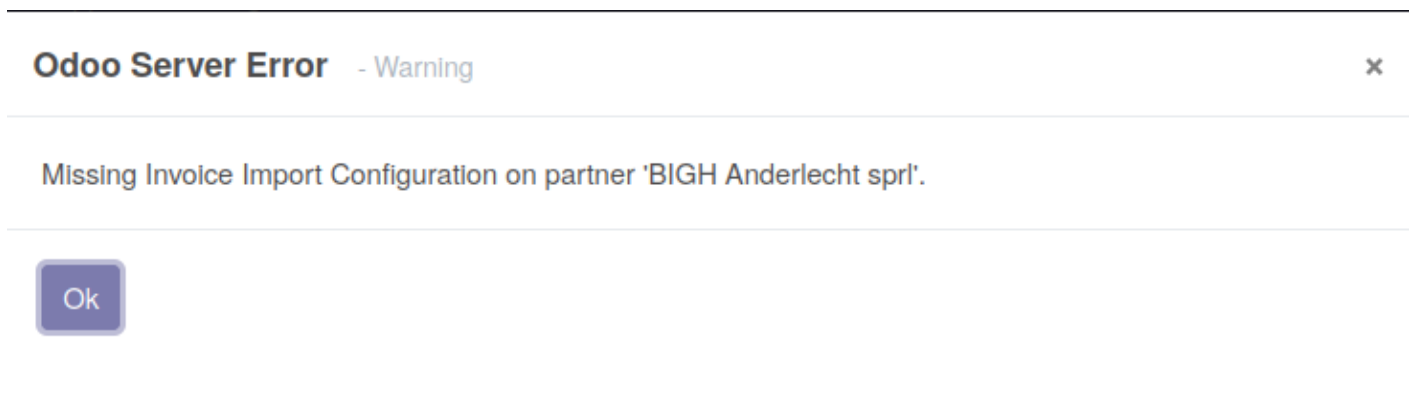 Odoo Server Error - Warning ×
Missing Invoice Import Configuration on partner 'BIGH Anderlecht sprl'.
Ok